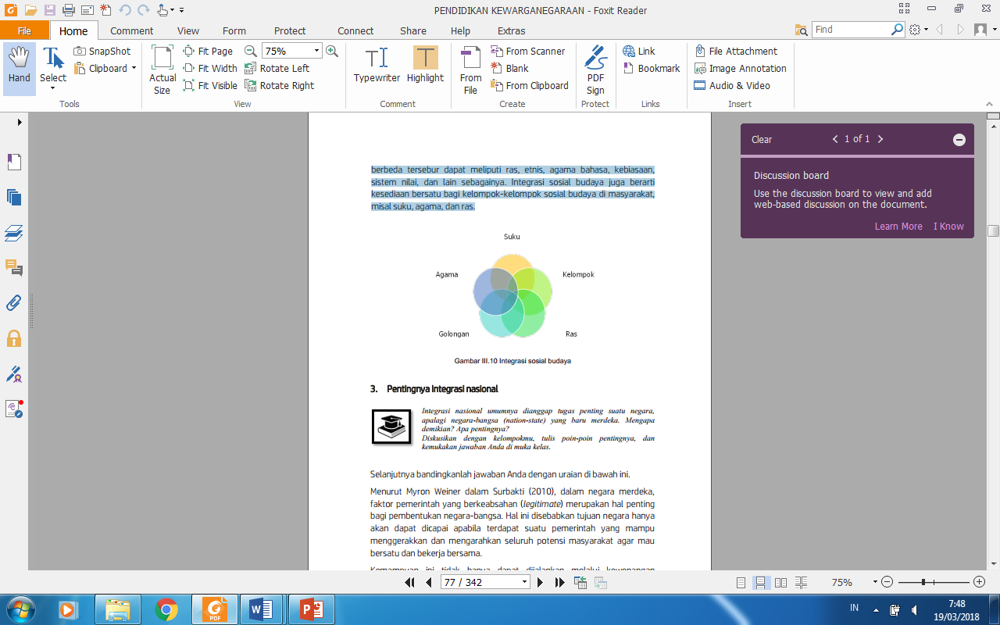 PENDIDIKAN KEWARGANEGARAAN - Foxit Reader
File Home Comment View Form Protect Connect Share Help Extras
Find
Hand
Select
SnapShot
Clipboard
Tools
Actual
Size
Fit Page
Fit Width
Fit Visible
75%
Rotate Left
Rotate Right
View
Typewriter
Highlight
Comment
From
File
From Scanner
Blank
From Clipboard
Create
PDF
Sign
Protect
Link
Bookmark
Links
File Attachment
Image Annotation
Audio & Video
Insert
berbeda tersebur dapat meliputi ras, etnis, agama bahasa, kebiasaan,
sistem nilai, dan lain sebagainya. Integrasi sosial budaya juga berarti
kesediaan bersatu bagi kelompok-kelompok sosial budaya di masyarakat,
misal suku, agama, dan ras.
Suku
Agama
Kelompok
Golongan
Ras
Gambar III.10 Integrasi sosial budaya
3. Pentingnya Integrasi nasional
Integrasi nasional umumnya dianggap tugas penting suatu negara,
apalagi negara-bangsa (nation-state) yang baru merdeka. Mengapa
demikian? Apa pentingnya?
Diskusikan dengan kelompokmu, tulis poin-poin pentingnya, dan
kemukakan jawaban Anda di muka kelas.
Selanjutnya bandingkanlah jawaban Anda dengan uraian di bawah ini.
Menurut Myron Weiner dalam Surbakti (2010), dalam negara merdeka,
faktor pemerintah yang berkeabsahan (legitimate) merupakan hal penting
bagi pembentukan negara-bangsa. Hal ini disebabkan tujuan negara hanya
akan dapat dicapai apabila terdapat suatu pemerintah yang mampu
menggerakkan dan mengarahkan seluruh potensi masyarakat agar mau
bersatu dan bekerja bersama.
Kemampuan ini tidak hanya dapat dijalankan melalui kewenangan
Clear
1 of 1
Discussion board
Use the discussion board to view and add
web-based discussion on the document.
Learn More I Know
77 / 342
75%
PDF
IN
7:48
19/03/2018